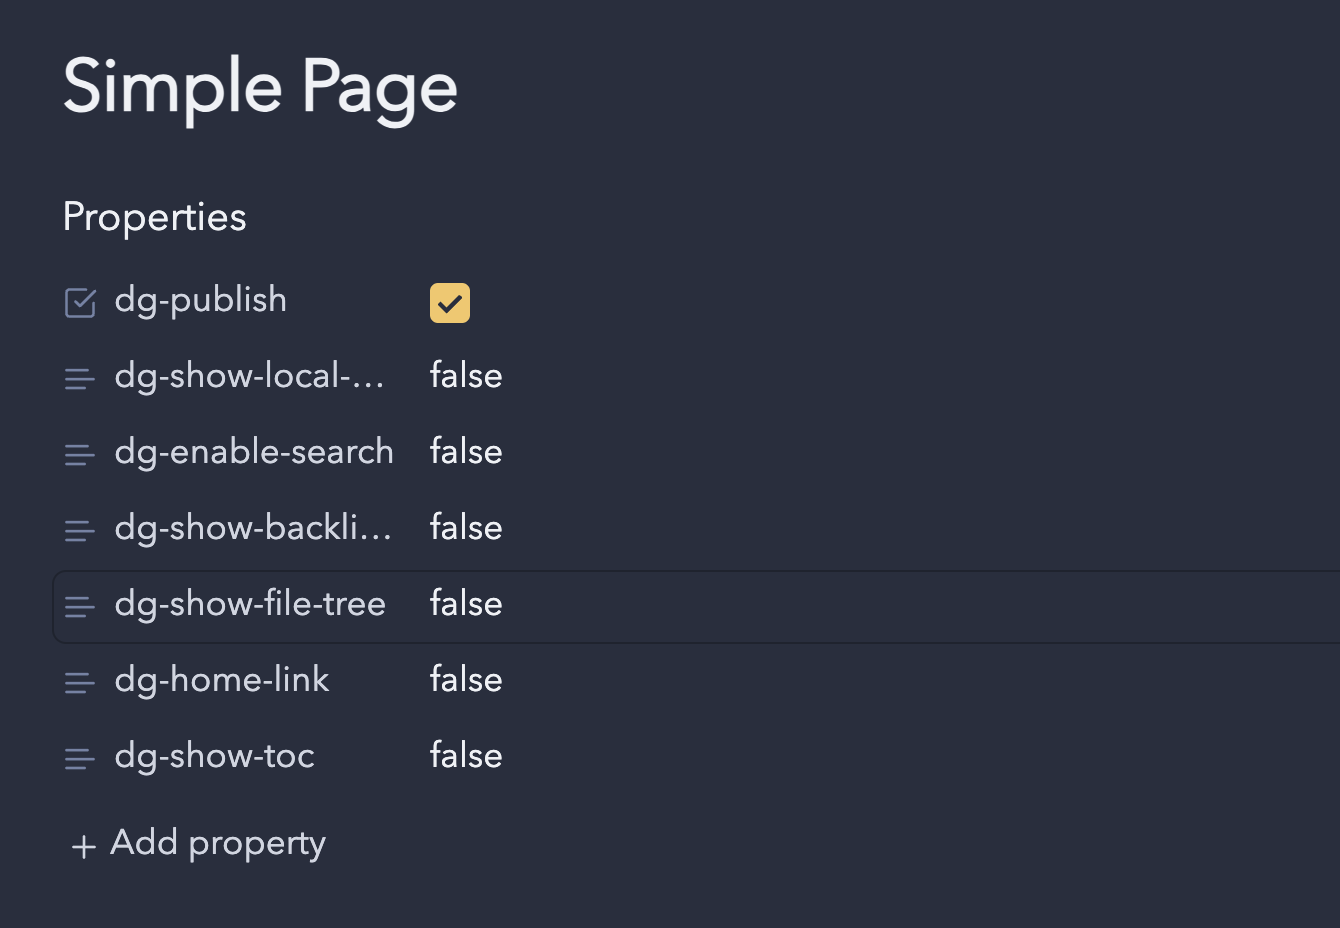 Simple Page
Properties
dg-publish
dg-show-local-... false
dg-enable-search false
dg-show-backli... false
dg-show-file-tree false
dg-home-link false
dg-show-toc false
+ Add property